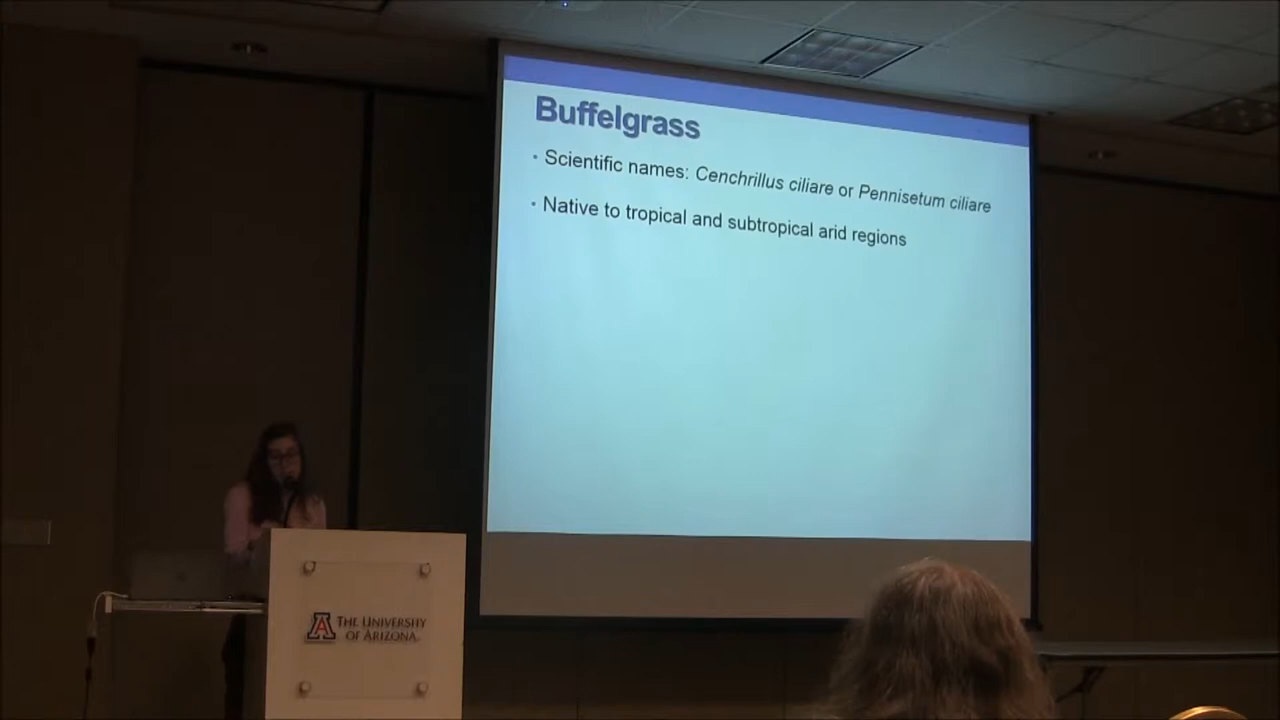 Buffelgrass
• Scientific names: Cenchrillus ciliare or Pennisetum ciliare
• Native to tropical and subtropical arid regions
A THE UNIVERSITY
OF ARIZONA